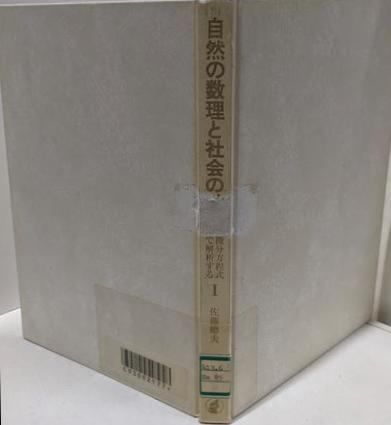 自然の数理と社会の
微分方程式
で解析する
I
佐藤總夫